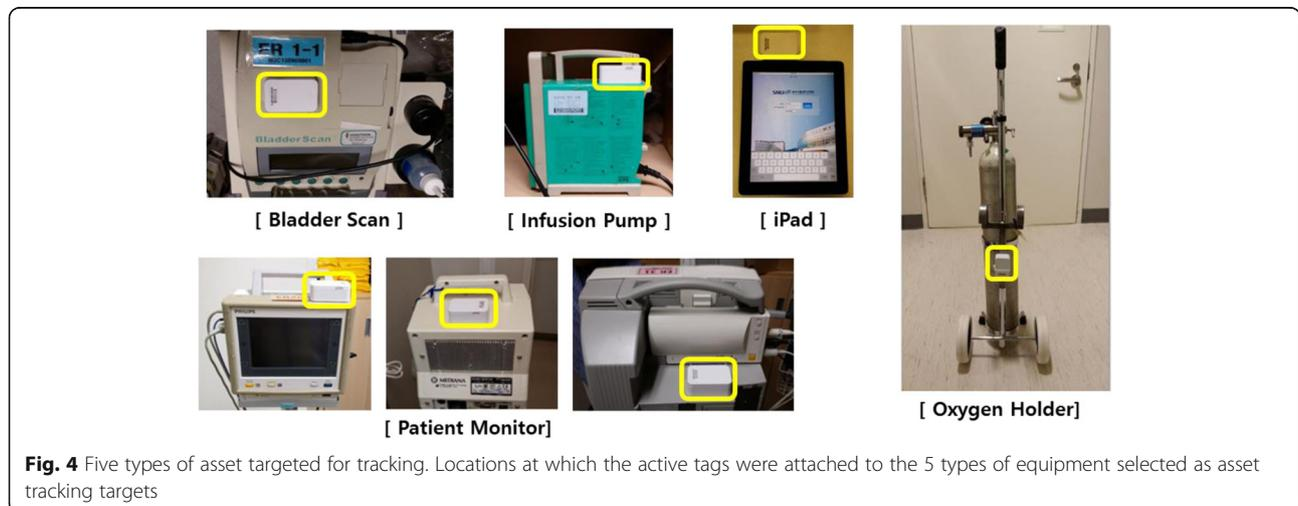 ER 1-1
BladderScan
[ Bladder Scan ]
[ Infusion Pump ]
[ iPad ]
PHILIPS
[ Patient Monitor]
[ Oxygen Holder]
Fig. 4 Five types of asset targeted for tracking. Locations at which the active tags were attached to the 5 types of equipment selected as asset
tracking targets